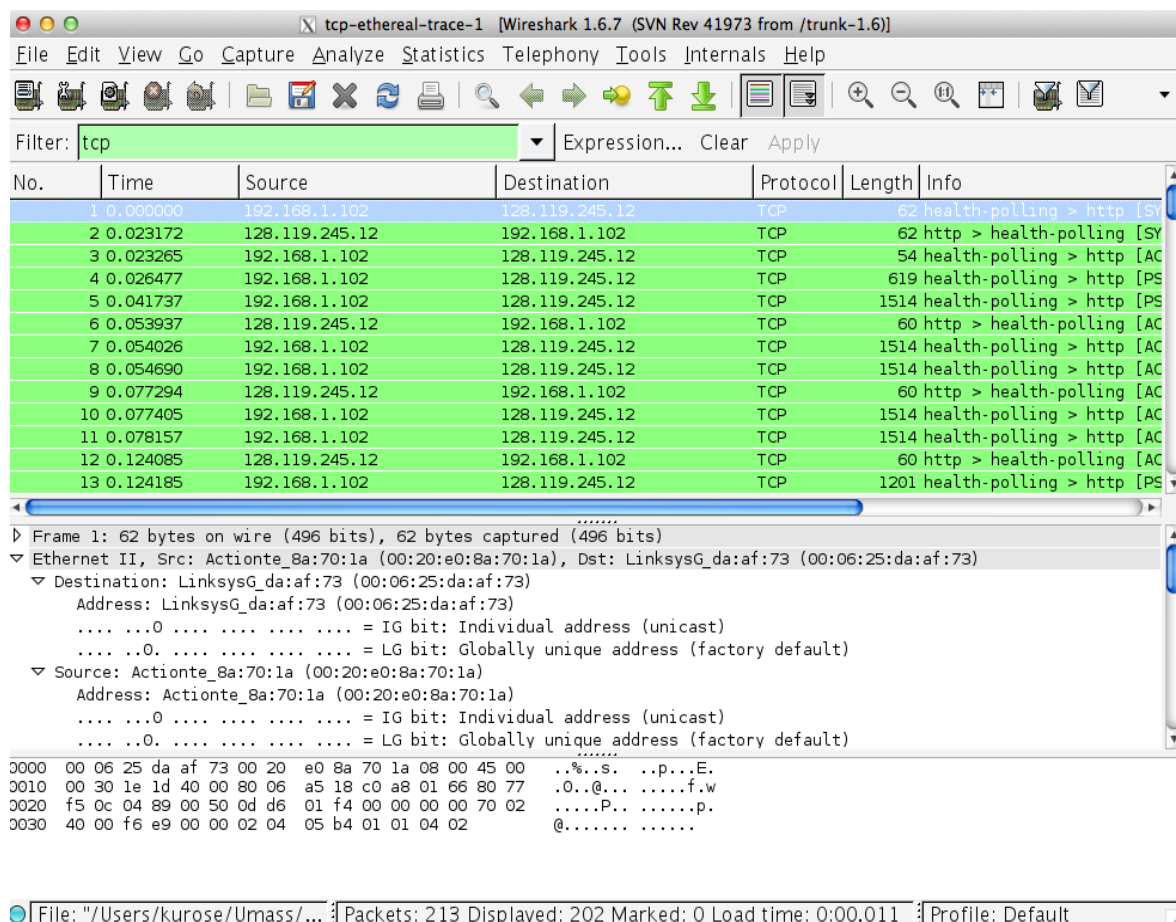 tcp-ethereal-trace-1 [Wireshark 1.6.7 (SVN Rev 41973 from /trunk-1.6)]
File Edit View Go Capture Analyze Statistics Telephony Tools Internals Help
Filter: tcp Expression... Clear Apply
No. Time Source Destination Protocol Length Info
1 0.000000 192.168.1.102 128.119.245.12 TCP 62 health-polling > http [SY
2 0.023172 128.119.245.12 192.168.1.102 TCP 62 http > health-polling [SY
3 0.023265 192.168.1.102 128.119.245.12 TCP 54 health-polling > http [AC
4 0.026477 192.168.1.102 128.119.245.12 TCP 619 health-polling > http [PS
5 0.041737 192.168.1.102 128.119.245.12 TCP 1514 health-polling > http [PS
6 0.053937 128.119.245.12 192.168.1.102 TCP 60 http > health-polling [AC
7 0.054026 192.168.1.102 128.119.245.12 TCP 1514 health-polling > http [AC
8 0.054690 192.168.1.102 128.119.245.12 TCP 1514 health-polling > http [AC
9 0.077294 128.119.245.12 192.168.1.102 TCP 60 http > health-polling [AC
10 0.077405 192.168.1.102 128.119.245.12 TCP 1514 health-polling > http [AC
11 0.078157 192.168.1.102 128.119.245.12 TCP 1514 health-polling > http [AC
12 0.124085 128.119.245.12 192.168.1.102 TCP 60 http > health-polling [AC
13 0.124185 192.168.1.102 128.119.245.12 TCP 1201 health-polling > http [PS
Frame 1: 62 bytes on wire (496 bits), 62 bytes captured (496 bits)
Ethernet II, Src: Actionte_8a:70:1a (00:20:e0:8a:70:1a), Dst: LinksysG_da:af:73 (00:06:25:da:af:73)
Destination: LinksysG_da:af:73 (00:06:25:da:af:73)
Address: LinksysG_da:af:73 (00:06:25:da:af:73)
.... ...0 .... .... .... .... = IG bit: Individual address (unicast)
.... ..0. .... .... .... .... = LG bit: Globally unique address (factory default)
Source: Actionte_8a:70:1a (00:20:e0:8a:70:1a)
Address: Actionte_8a:70:1a (00:20:e0:8a:70:1a)
.... ...0 .... .... .... .... = IG bit: Individual address (unicast)
.... ..0. .... .... .... .... = LG bit: Globally unique address (factory default)
0000 00 06 25 da af 73 00 20 e0 8a 70 1a 08 00 45 00 ..%..s. ..p...E.
0010 00 30 1e 1d 40 00 80 06 a5 18 c0 a8 01 66 80 77 .0..@... .....f.w
0020 f5 0c 04 89 00 50 0d d6 01 f4 00 00 00 00 70 02 .....P.. ......p.
0030 40 00 f6 e9 00 00 02 04 05 b4 01 01 04 02 @....... ......
File: "/Users/kurose/Umass/... Packets: 213 Displayed: 202 Marked: 0 Load time: 0:00.011 Profile: Default